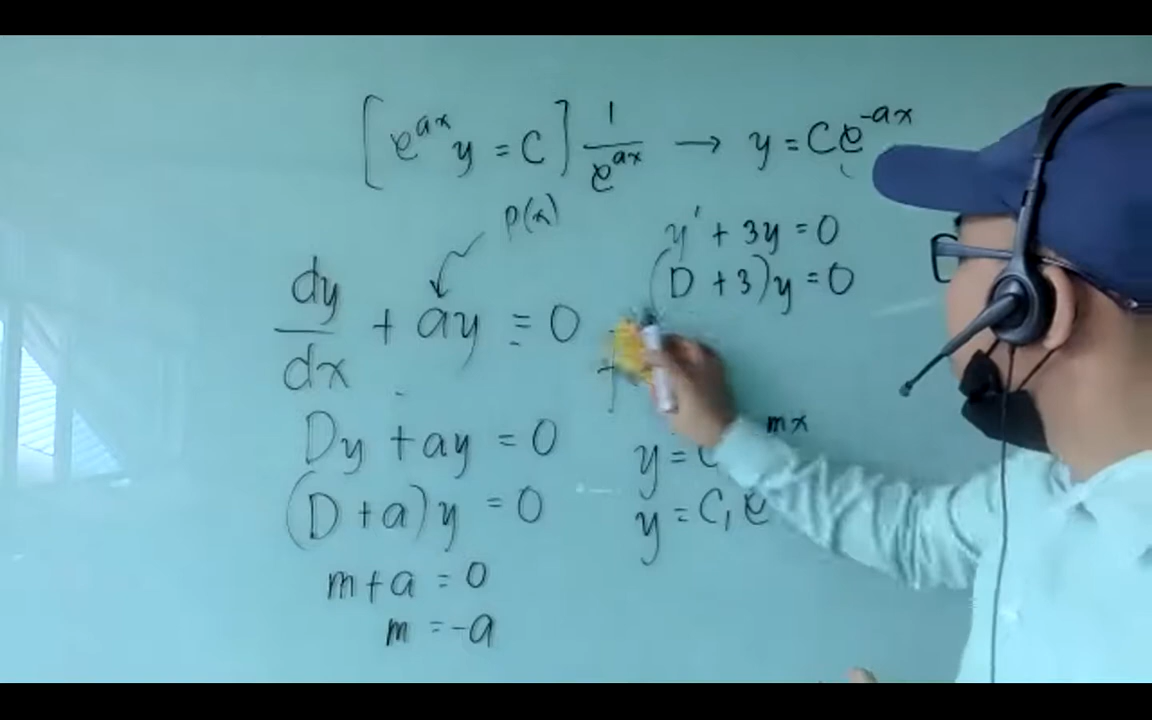 [e^{ax} y = C] 1/e^{ax} → y = Ce^{-ax}
P(x)
dy/dx + ay = 0
Dy + ay = 0
(D + a)y = 0
m + a = 0
m = -a
y' + 3y = 0
(D + 3)y = 0
y = C mx
y = C₁ e